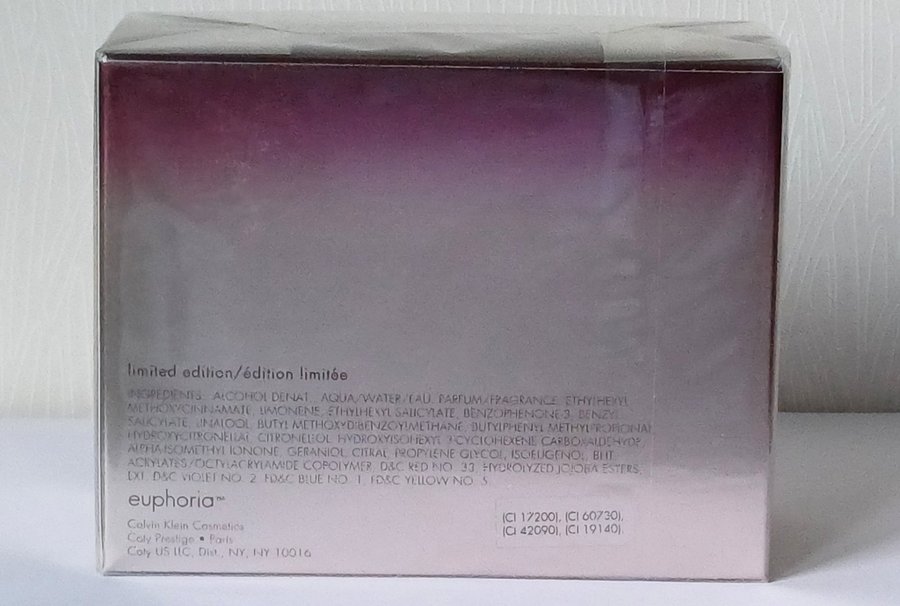 limited edition/édition limitée
INGREDIENTS: ALCOHOL DENAT., AQUA/WATER/EAU, PARFUM/FRAGRANCE, ETHYLHEXYL
METHOXYCINNAMATE, LIMONENE, ETHYLHEXYL SALICYLATE, BENZOPHENONE-3, BENZYL
SALICYLATE, LINALOOL, BUTYL METHOXYDIBENZOYLMETHANE, BUTYLPHENYL METHYLPROPIONAL,
HYDROXYCITRONELLAL, CITRONELLOL, HYDROXYISOHEXYL 3-CYCLOHEXENE CARBOXALDEHYDE,
ALPHA-ISOMETHYL IONONE, GERANIOL, CITRAL, PROPYLENE GLYCOL, ISOEUGENOL, BHT,
ACRYLATES/OCTYLACRYLAMIDE COPOLYMER, D&C RED NO. 33, HYDROLYZED JOJOBA ESTERS,
EXT. D&C VIOLET NO. 2, FD&C BLUE NO. 1, FD&C YELLOW NO. 5
euphoria™
Calvin Klein Cosmetics
Coty Prestige • Paris
Coty US LLC, Dist., NY, NY 10016
(CI 17200), (CI 60730),
(CI 42090), (CI 19140).